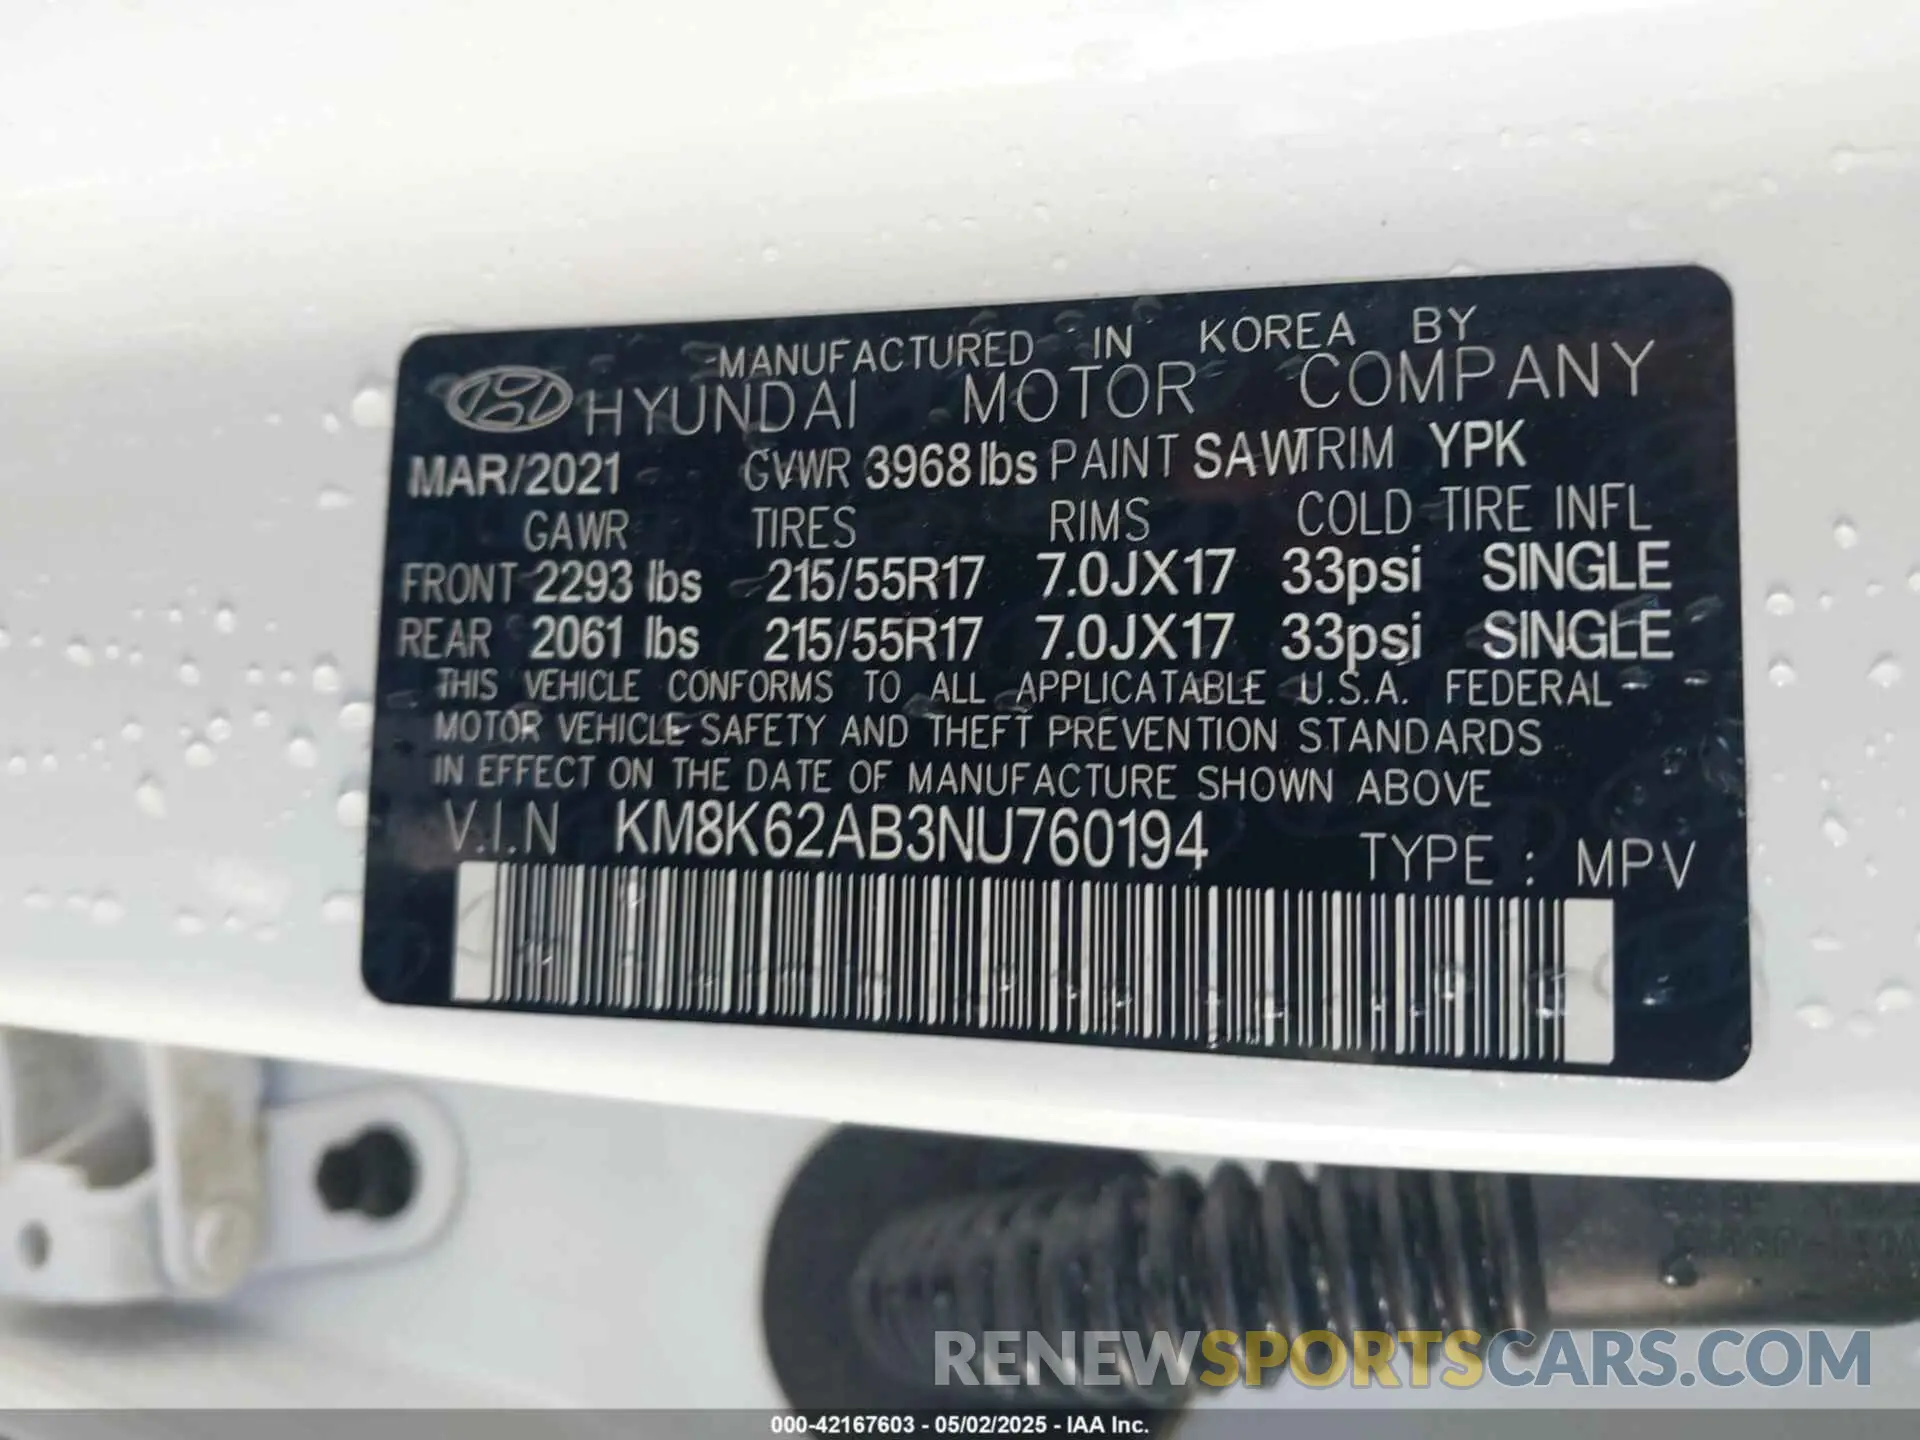 MANUFACTURED IN KOREA BY
HYUNDAI MOTOR COMPANY
MAR/2021 GVWR 3968 lbs PAINT SAW TRIM YPK
GAWR TIRES RIMS COLD TIRE INFL
FRONT 2293 lbs 215/55R17 7.0JX17 33psi SINGLE
REAR 2061 lbs 215/55R17 7.0JX17 33psi SINGLE
THIS VEHICLE CONFORMS TO ALL APPLICATABLE U.S.A. FEDERAL
MOTOR VEHICLE SAFETY AND THEFT PREVENTION STANDARDS
IN EFFECT ON THE DATE OF MANUFACTURE SHOWN ABOVE
V.I.N KM8K62AB3NU760194 TYPE : MPV
RENEWSPORTSCARS.COM
000-42167603 - 05/02/2025 - IAA Inc.